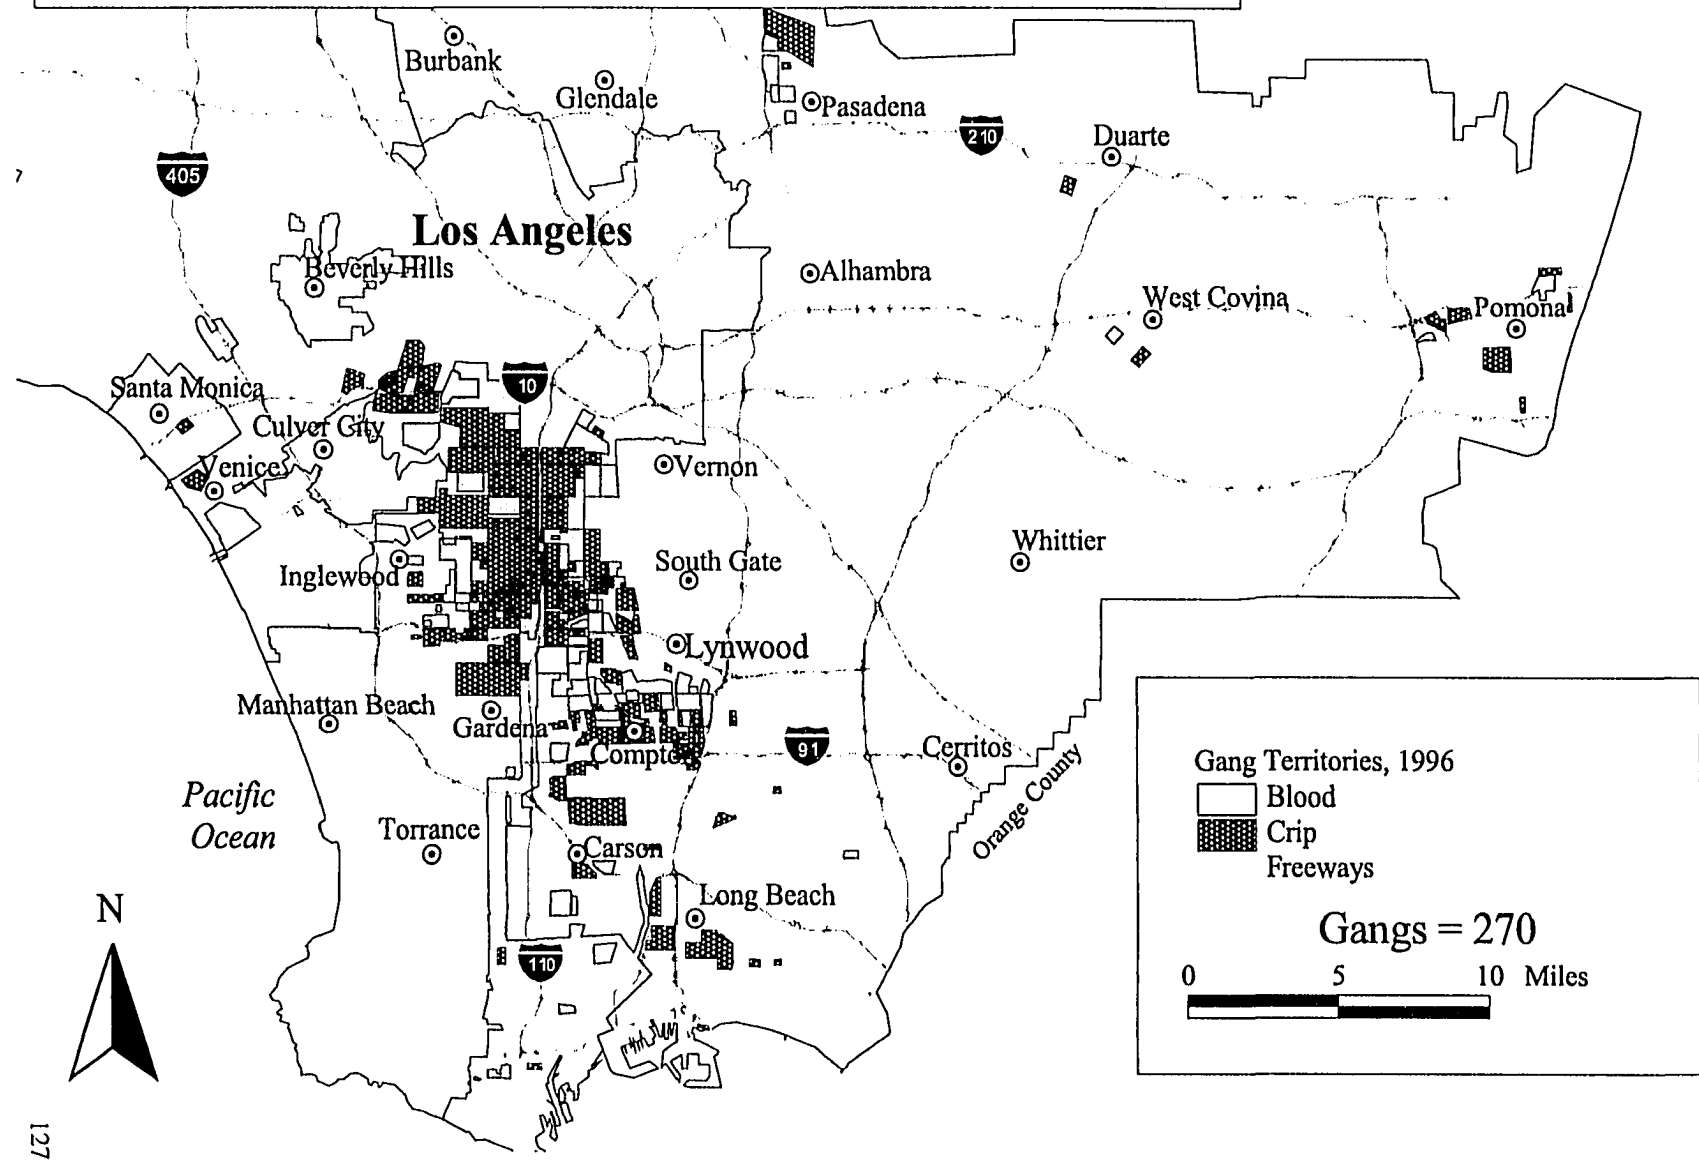 Burbank
Glendale
Pasadena
210
Duarte
405
Los Angeles
Beverly Hills
Alhambra
West Covina
Pomona
Santa Monica
10
Culver City
Venice
Vernon
Whittier
South Gate
Inglewood
Lynwood
Manhattan Beach
Gardena
Compton
91
Cerritos
Orange County
Pacific
Ocean
Torrance
Carson
Long Beach
110
N
Gang Territories, 1996
Blood
Crip
Freeways
Gangs = 270
0 5 10 Miles
127